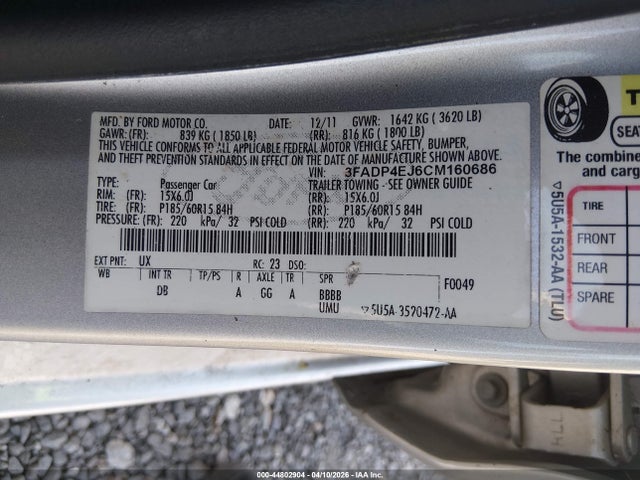 MFD. BY FORD MOTOR CO. DATE: 12/11 GVWR: 1642 KG ( 3620 LB)
GAWR: (FR): 839 KG ( 1850 LB) (RR): 816 KG ( 1800 LB)
THIS VEHICLE CONFORMS TO ALL APPLICABLE FEDERAL MOTOR VEHICLE SAFETY, BUMPER,
AND THEFT PREVENTION STANDARDS IN EFFECT ON THE DATE OF MANUFACTURE SHOWN ABOVE.
VIN: 3FADP4EJ6CM160686
TYPE: Passenger Car TRAILER TOWING - SEE OWNER GUIDE
RIM: (FR): 15X6.0J (RR): 15X6.0J
TIRE: (FR): P185/60R15 84H (RR): P185/60R15 84H
PRESSURE: (FR): 220 kPa/ 32 PSI COLD (RR): 220 kPa/ 32 PSI COLD
EXT PNT: UX RC: 23 DSO:
WB INT TR TP/PS R AXLE TR SPR F0049
DB A GG A BBBB
UMU ▽5U5A-3520472-AA
T
SEAT
The combine
and carg
TIRE
FRONT
REAR
SPARE
▽5U5A-1532-AA (TLU)
000-44802904 - 04/10/2026 - IAA, Inc.